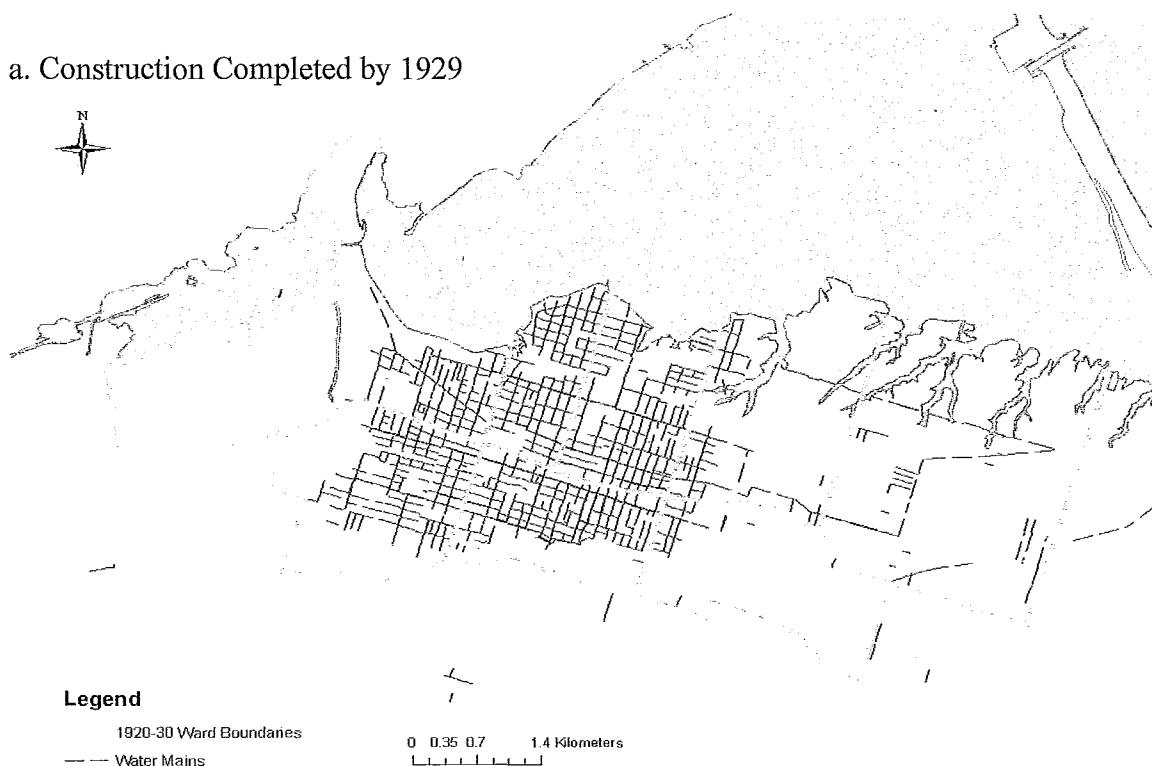 a. Construction Completed by 1929
N
Legend
1920-30 Ward Boundaries
Water Mains
0 0.35 0.7 1.4 Kilometers